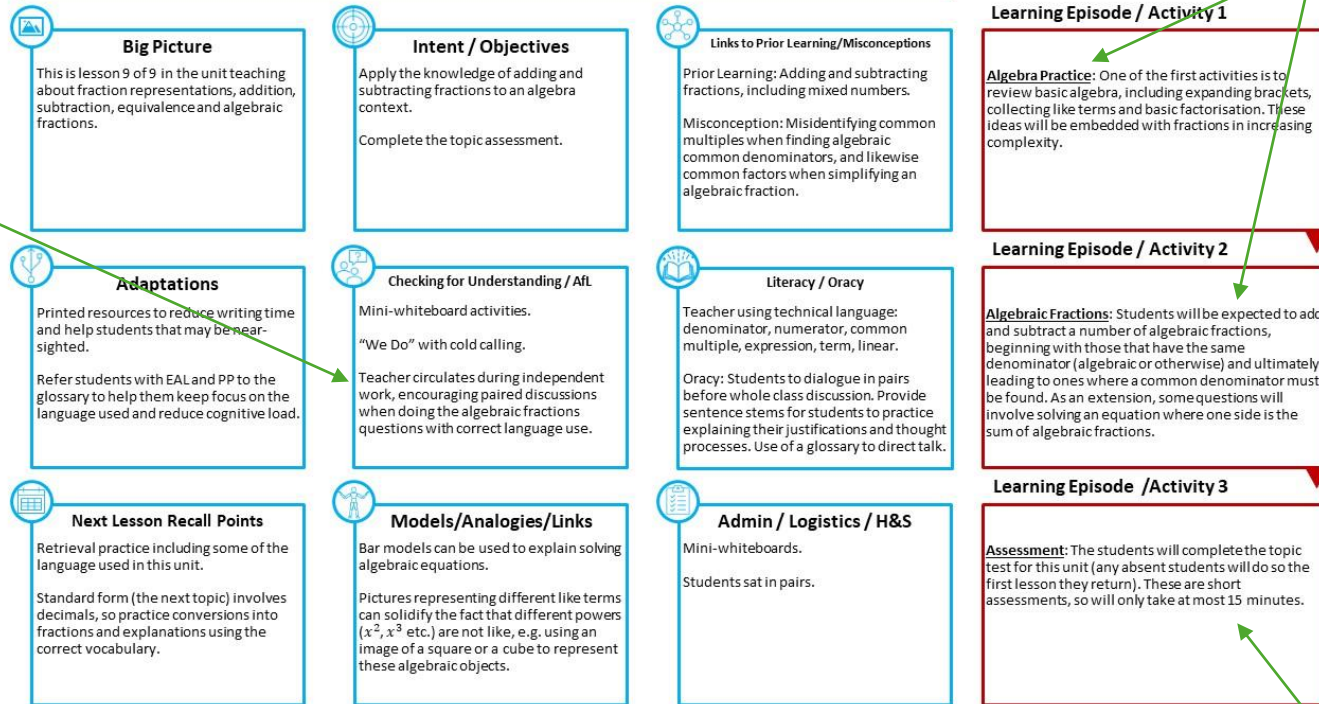 Big Picture
This is lesson 9 of 9 in the unit teaching
about fraction representations, addition,
subtraction, equivalence and algebraic
fractions.
Intent / Objectives
Apply the knowledge of adding and
subtracting fractions to an algebra
context.
Complete the topic assessment.
Links to Prior Learning/Misconceptions
Prior Learning: Adding and subtracting
fractions, including mixed numbers.
Misconception: Misidentifying common
multiples when finding algebraic
common denominators, and likewise
common factors when simplifying an
algebraic fraction.
Learning Episode / Activity 1
Algebra Practice: One of the first activities is to
review basic algebra, including expanding brackets,
collecting like terms and basic factorisation. These
ideas will be embedded with fractions in increasing
complexity.
Adaptations
Printed resources to reduce writing time
and help students that may be near-
sighted.
Refer students with EAL and PP to the
glossary to help them keep focus on the
language used and reduce cognitive load.
Checking for Understanding / AfL
Mini-whiteboard activities.
“We Do” with cold calling.
Teacher circulates during independent
work, encouraging paired discussions
when doing the algebraic fractions
questions with correct language use.
Literacy / Oracy
Teacher using technical language:
denominator, numerator, common
multiple, expression, term, linear.
Oracy: Students to dialogue in pairs
before whole class discussion. Provide
sentence stems for students to practice
explaining their justifications and thought
processes. Use of a glossary to direct talk.
Learning Episode / Activity 2
Algebraic Fractions: Students will be expected to add
and subtract a number of algebraic fractions,
beginning with those that have the same
denominator (algebraic or otherwise) and ultimately
leading to ones where a common denominator must
be found. As an extension, some questions will
involve solving an equation where one side is the
sum of algebraic fractions.
Next Lesson Recall Points
Retrieval practice including some of the
language used in this unit.
Standard form (the next topic) involves
decimals, so practice conversions into
fractions and explanations using the
correct vocabulary.
Models/Analogies/Links
Bar models can be used to explain solving
algebraic equations.
Pictures representing different like terms
can solidify the fact that different powers
(x², x³ etc.) are not like, e.g. using an
image of a square or a cube to represent
these algebraic objects.
Admin / Logistics / H&S
Mini-whiteboards.
Students sat in pairs.
Learning Episode /Activity 3
Assessment: The students will complete the topic
test for this unit (any absent students will do so the
first lesson they return). These are short
assessments, so will only take at most 15 minutes.